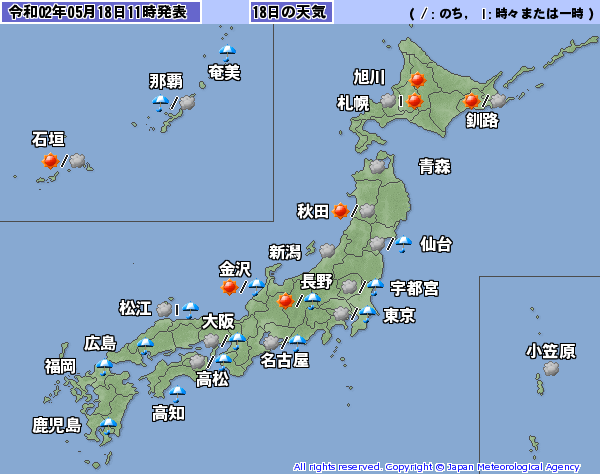 令和02年05月18日11時発表
18日の天気
( / : のち, | : 時々または一時 )
奄美
那覇
石垣
旭川
札幌
釧路
青森
秋田
仙台
新潟
金沢
長野
宇都宮
東京
松江
大阪
名古屋
広島
高松
福岡
高知
鹿児島
小笠原
All rights reserved. Copyright © Japan Meteorological Agency